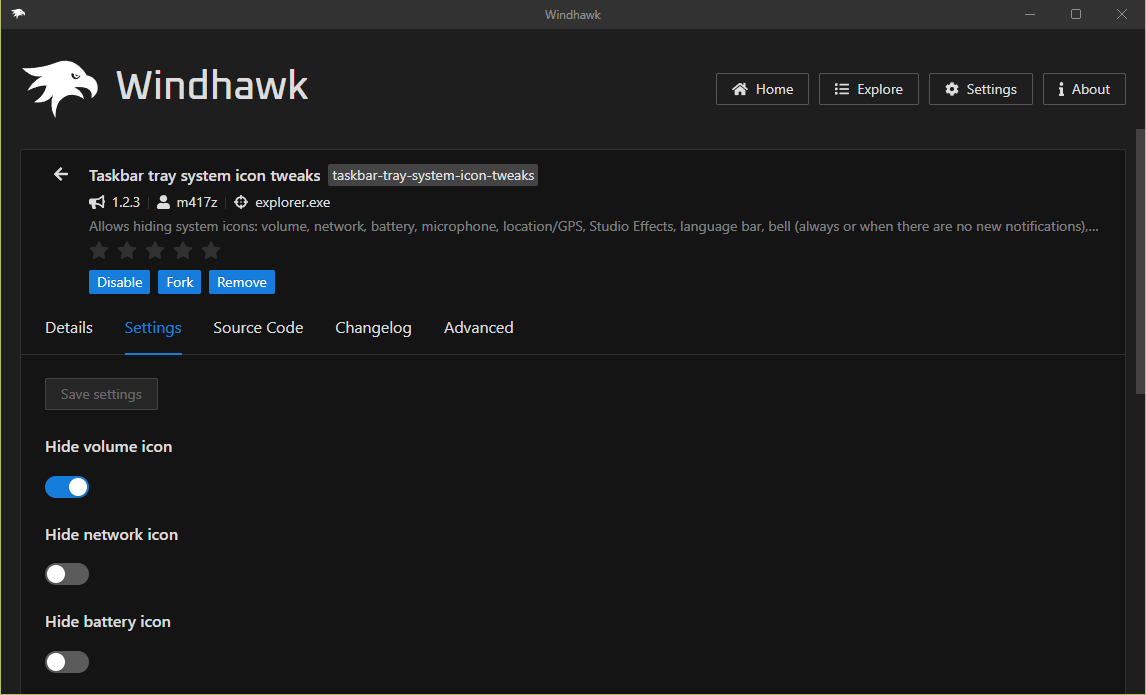 Windhawk
Windhawk
Home
Explore
Settings
About
Taskbar tray system icon tweaks taskbar-tray-system-icon-tweaks
1.2.3 m417z explorer.exe
Allows hiding system icons: volume, network, battery, microphone, location/GPS, Studio Effects, language bar, bell (always or when there are no new notifications),...
Disable Fork Remove
Details Settings Source Code Changelog Advanced
Save settings
Hide volume icon
Hide network icon
Hide battery icon